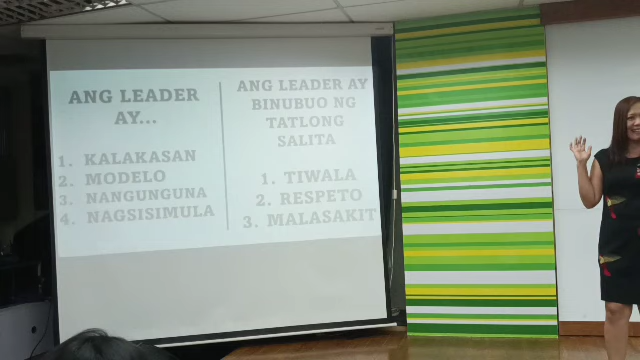 ANG LEADER
AY...
1. KALAKASAN
2. MODELO
3. NANGUNGUNA
4. NAGSISIMULA
ANG LEADER AY
BINUBUO NG
TATLONG
SALITA
1. TIWALA
2. RESPETO
3. MALASAKIT